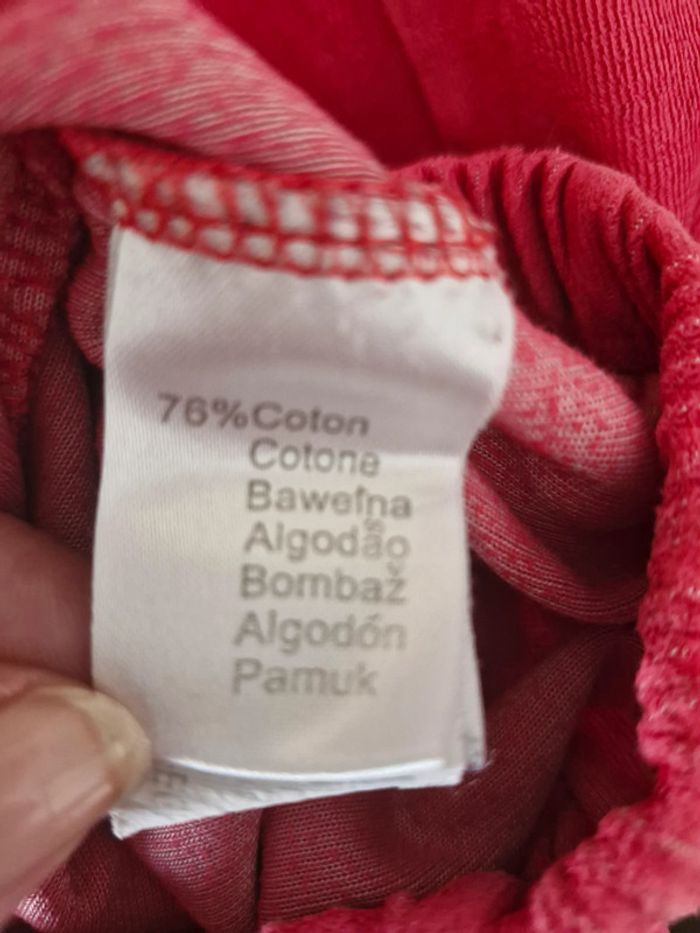 76%Coton
Cotone
Bawełna
Algodão
Bombaž
Algodón
Pamuk